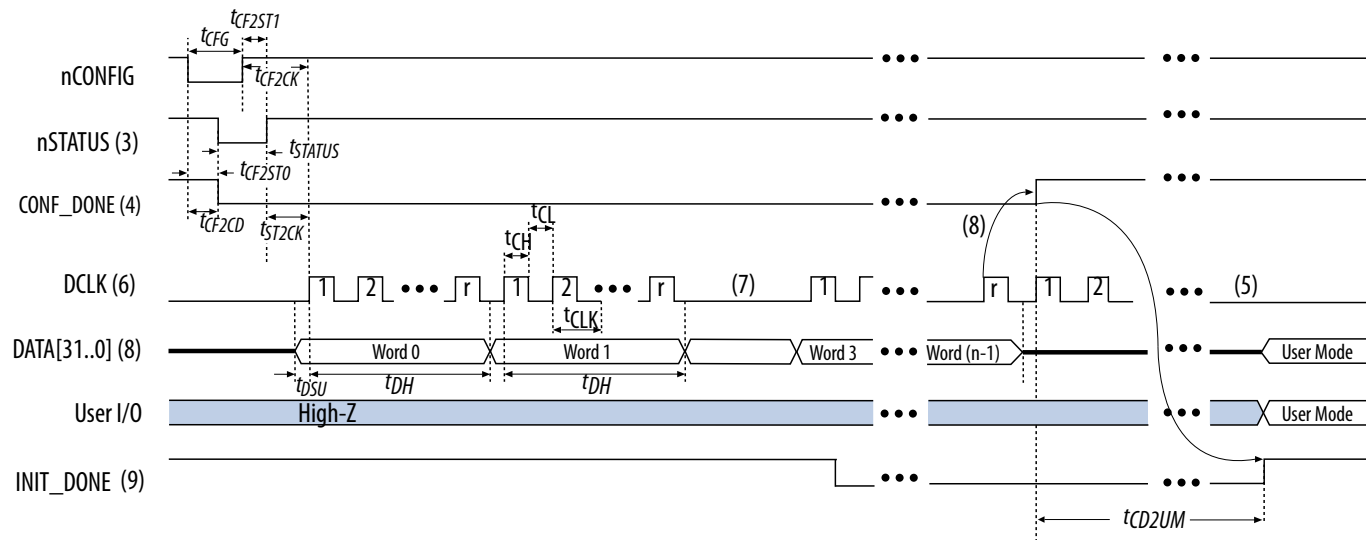 tCF2ST1
tCFG
nCONFIG
tCF2CK
nSTATUS (3)
tSTATUS
tCF2ST0
CONF_DONE (4)
tCF2CD
tST2CK
tCL
tCH
(8)
DCLK (6)
1 2 r 1 2 r (7) 1 r 1 2 (5)
tCLK
DATA[31..0] (8)
Word 0 Word 1 Word 3 Word (n-1) User Mode
tDSU tDH tDH
User I/O High-Z User Mode
INIT_DONE (9)
tCD2UM